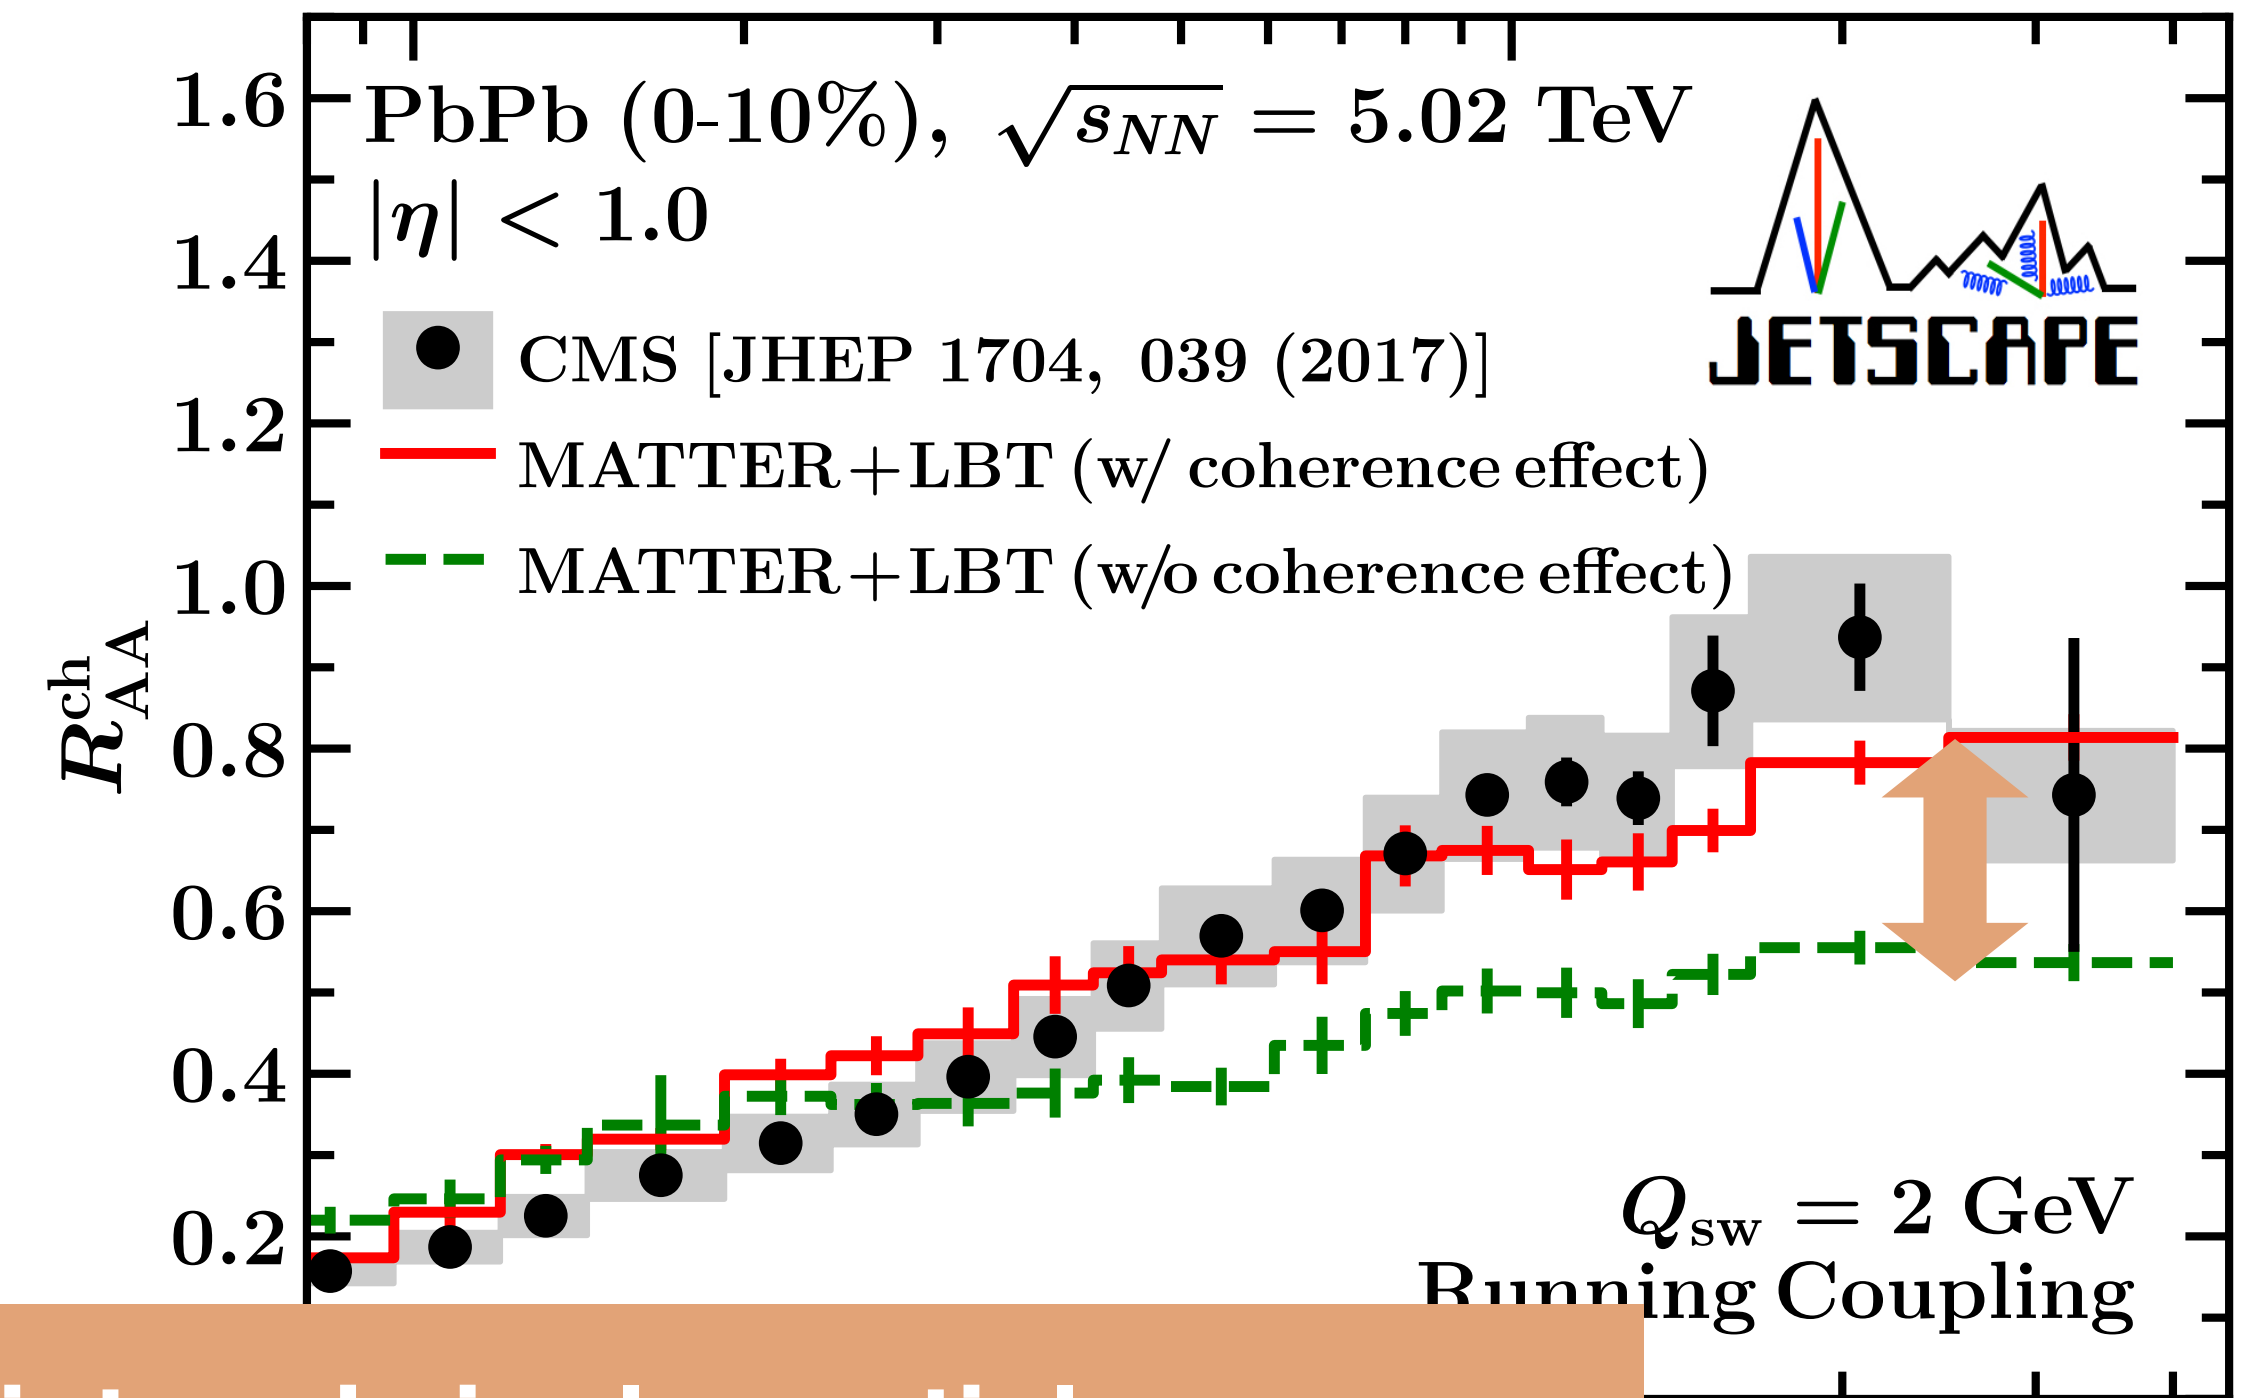 PbPb (0-10%), √s_NN = 5.02 TeV
|η| < 1.0
CMS [JHEP 1704, 039 (2017)]
MATTER+LBT (w/ coherence effect)
MATTER+LBT (w/o coherence effect)
JETSCAPE
1.6
1.4
1.2
1.0
0.8
0.6
0.4
0.2
R_AA^ch
Q_sw = 2 GeV
Running Coupling